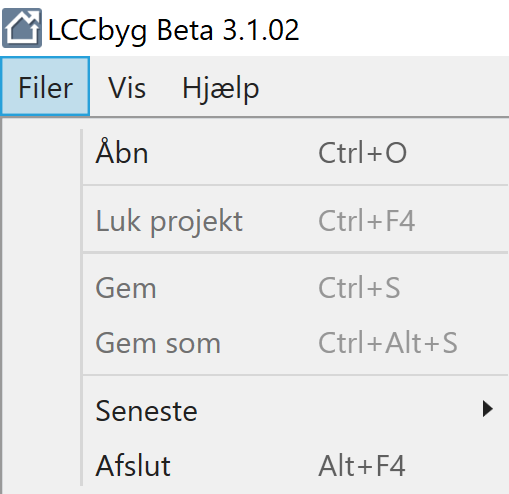 LCCbyg Beta 3.1.02
Filer Vis Hjælp
Åbn Ctrl+O
Luk projekt Ctrl+F4
Gem Ctrl+S
Gem som Ctrl+Alt+S
Seneste
Afslut Alt+F4